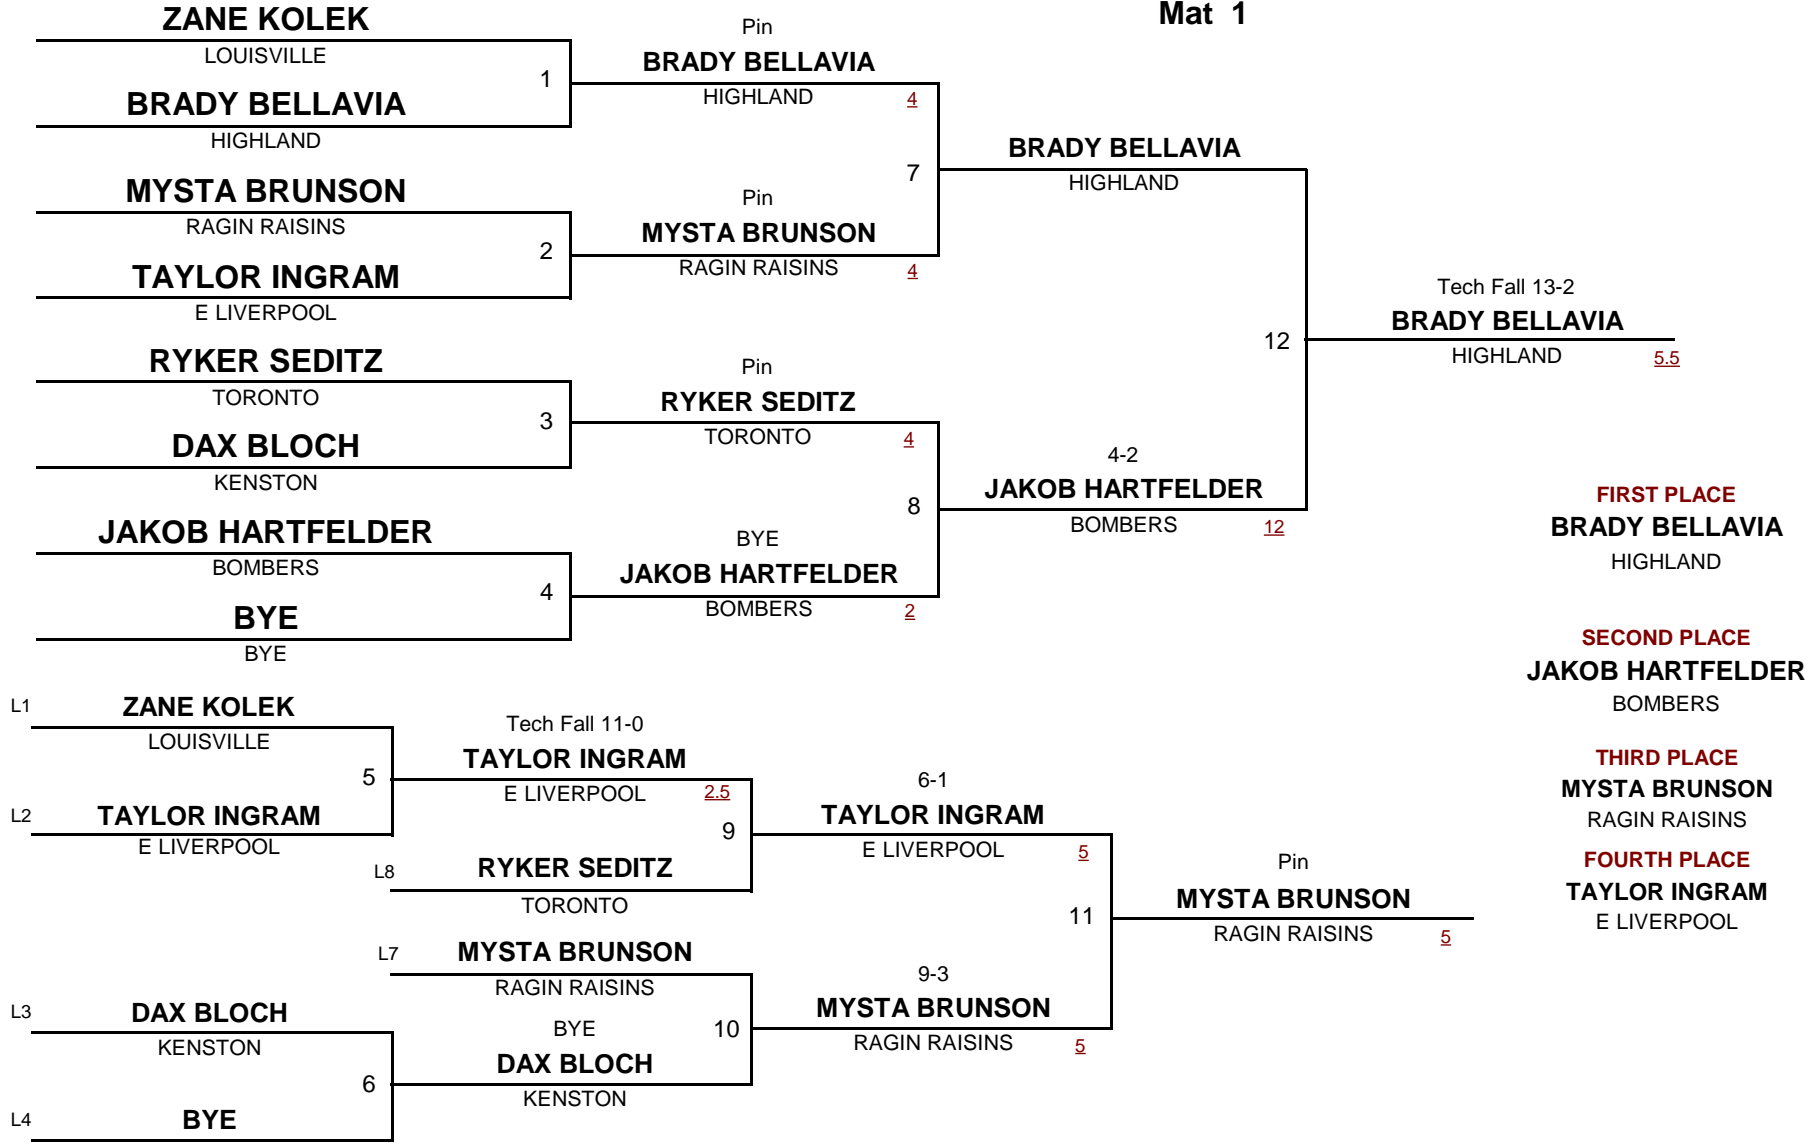 Mat 1
ZANE KOLEK
LOUISVILLE
1
BRADY BELLAVIA
HIGHLAND
MYSTA BRUNSON
RAGIN RAISINS
2
TAYLOR INGRAM
E LIVERPOOL
RYKER SEDITZ
TORONTO
3
DAX BLOCH
KENSTON
JAKOB HARTFELDER
BOMBERS
4
BYE
BYE
Pin
BRADY BELLAVIA
HIGHLAND 4
7
Pin
MYSTA BRUNSON
RAGIN RAISINS 4
Pin
RYKER SEDITZ
TORONTO 4
8
BYE
JAKOB HARTFELDER
BOMBERS 2
BRADY BELLAVIA
HIGHLAND
12
4-2
JAKOB HARTFELDER
BOMBERS 12
Tech Fall 13-2
BRADY BELLAVIA
HIGHLAND 5.5
FIRST PLACE
BRADY BELLAVIA
HIGHLAND
SECOND PLACE
JAKOB HARTFELDER
BOMBERS
THIRD PLACE
MYSTA BRUNSON
RAGIN RAISINS
FOURTH PLACE
TAYLOR INGRAM
E LIVERPOOL
L1 ZANE KOLEK
LOUISVILLE
5
L2 TAYLOR INGRAM
E LIVERPOOL
L3 DAX BLOCH
KENSTON
6
L4 BYE
Tech Fall 11-0
TAYLOR INGRAM
E LIVERPOOL 2.5
9
L8 RYKER SEDITZ
TORONTO
L7 MYSTA BRUNSON
RAGIN RAISINS
BYE 10
DAX BLOCH
KENSTON
6-1
TAYLOR INGRAM
E LIVERPOOL 5
11
9-3
MYSTA BRUNSON
RAGIN RAISINS 5
Pin
MYSTA BRUNSON
RAGIN RAISINS 5